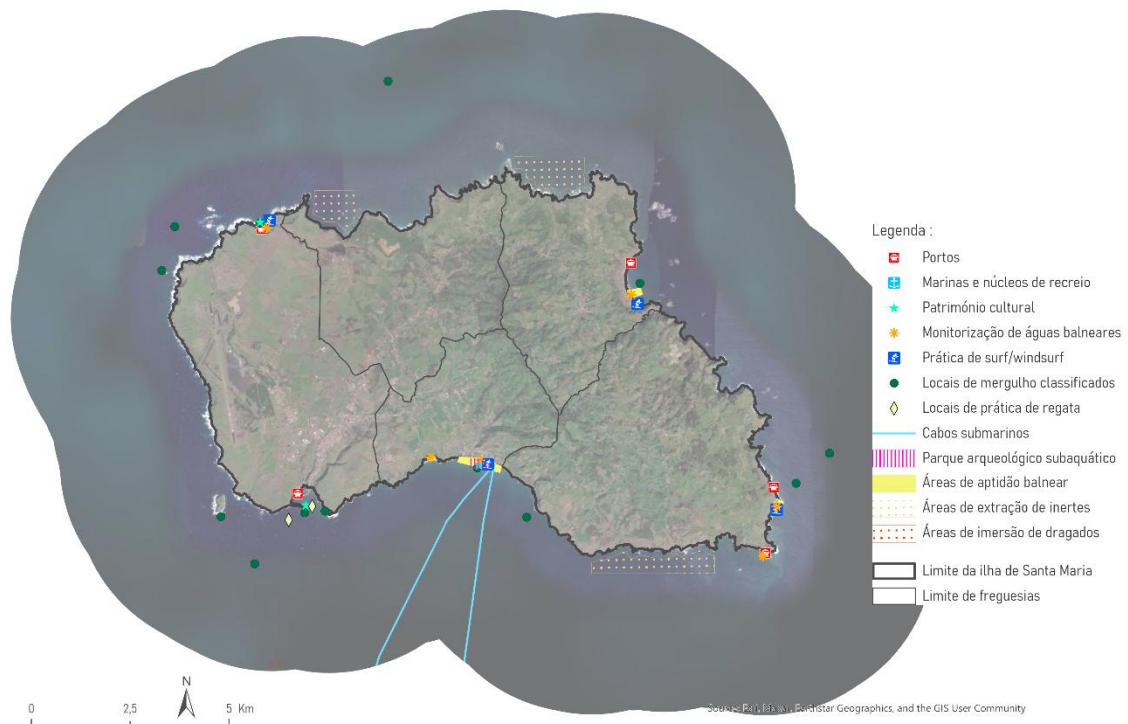 Legenda :
Portos
Marinas e núcleos de recreio
Património cultural
Monitorização de águas balneares
Prática de surf/windsurf
Locais de mergulho classificados
Locais de prática de regata
Cabos submarinos
Parque arqueológico subaquático
Áreas de aptidão balnear
Áreas de extração de inertes
Áreas de imersão de dragados
Limite da ilha de Santa Maria
Limite de freguesias
N
0 2,5 5 Km
Earthstar Geographics, and the GIS User Community